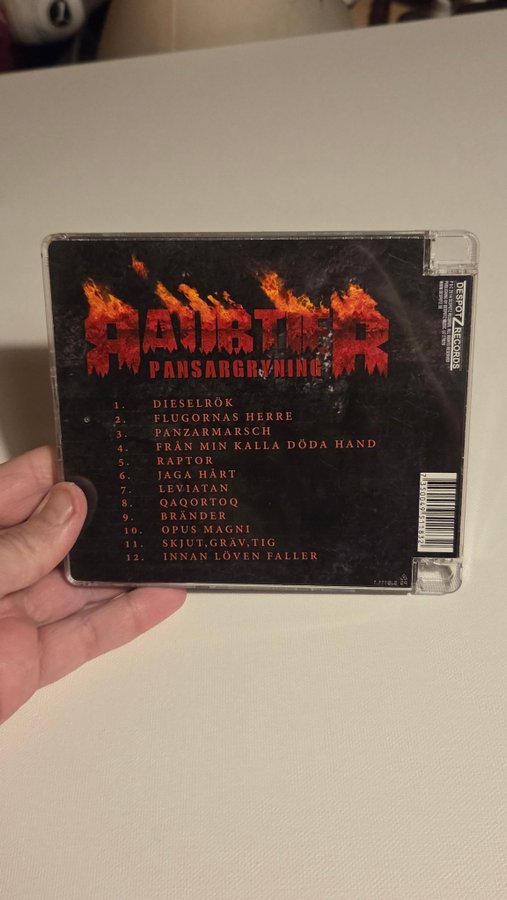 RAUBTIER
PANSARGRYNING
1. DIESELRÖK
2. FLUGORNAS HERRE
3. PANZARMARSCH
4. FRÅN MIN KALLA DÖDA HAND
5. RAPTOR
6. JAGA HÅRT
7. LEVIATAN
8. QAQORTOQ
9. BRÄNDER
10. OPUS MAGNI
11. SKJUT,GRÄV,TIG
12. INNAN LÖVEN FALLER
DESPOTZ RECORDS